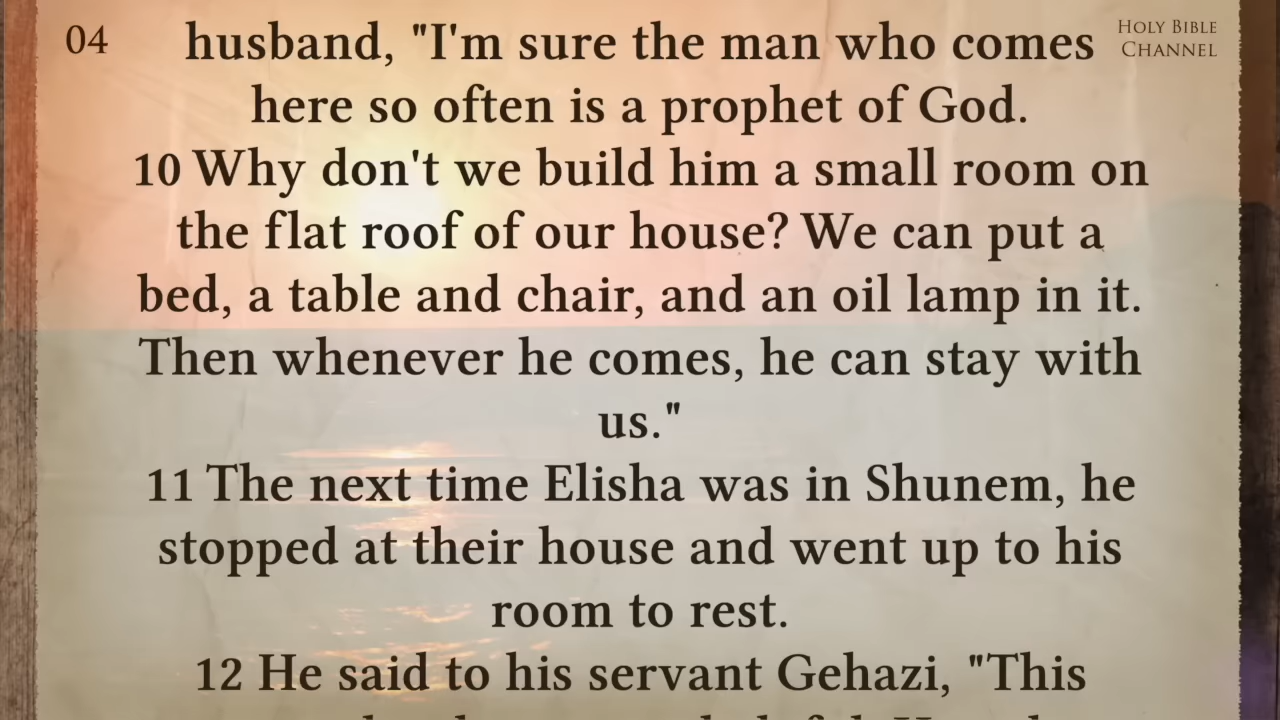 04
HOLY BIBLE
CHANNEL
husband, "I'm sure the man who comes
here so often is a prophet of God.
10 Why don't we build him a small room on
the flat roof of our house? We can put a
bed, a table and chair, and an oil lamp in it.
Then whenever he comes, he can stay with
us."
11 The next time Elisha was in Shunem, he
stopped at their house and went up to his
room to rest.
12 He said to his servant Gehazi, "This